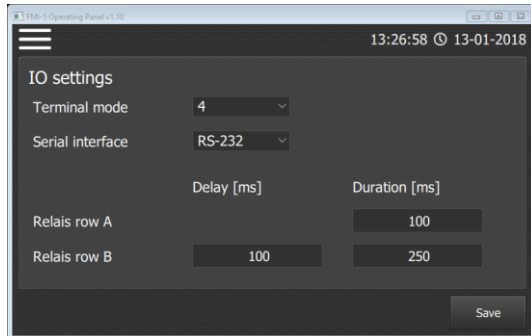 FMI-5 Operating Panel v1.10
13:26:58 13-01-2018
IO settings
Terminal mode 4
Serial interface RS-232
Delay [ms] Duration [ms]
Relais row A 100
Relais row B 100 250
Save